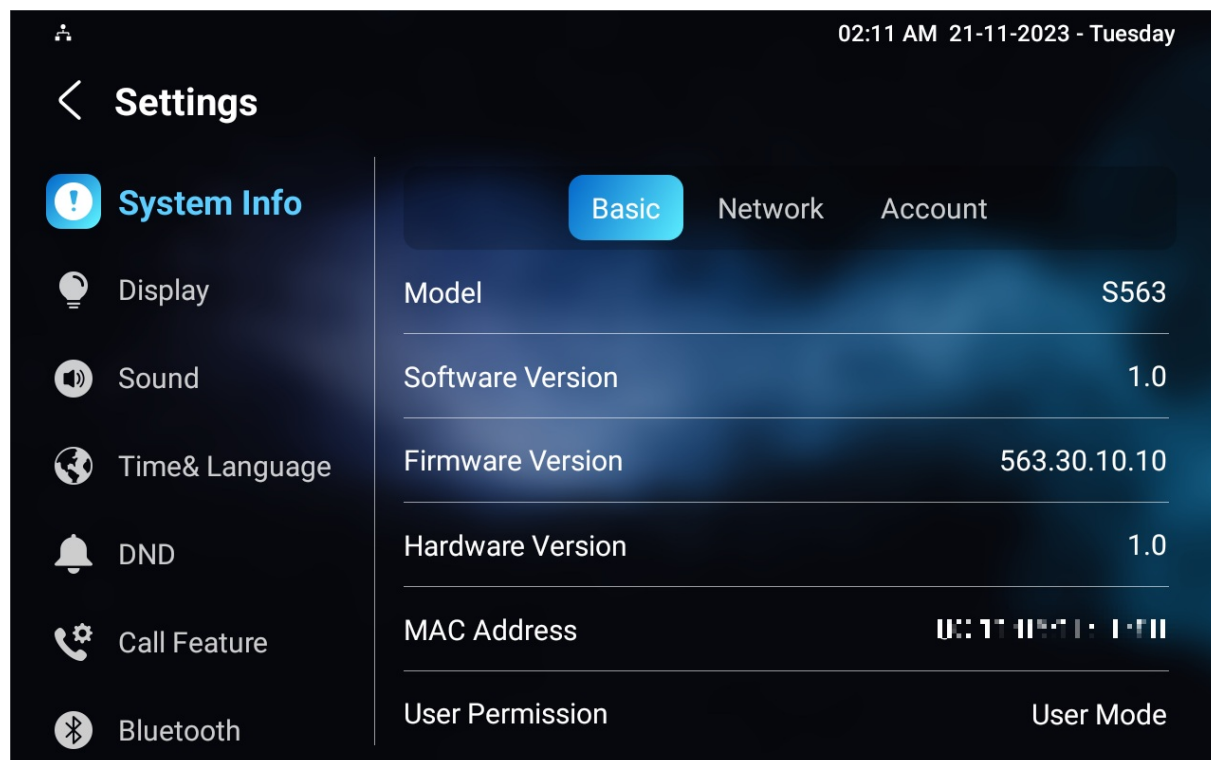 02:11 AM 21-11-2023 - Tuesday
Settings
System Info
Display
Sound
Time& Language
DND
Call Feature
Bluetooth
Basic Network Account
Model S563
Software Version 1.0
Firmware Version 563.30.10.10
Hardware Version 1.0
MAC Address
User Permission User Mode